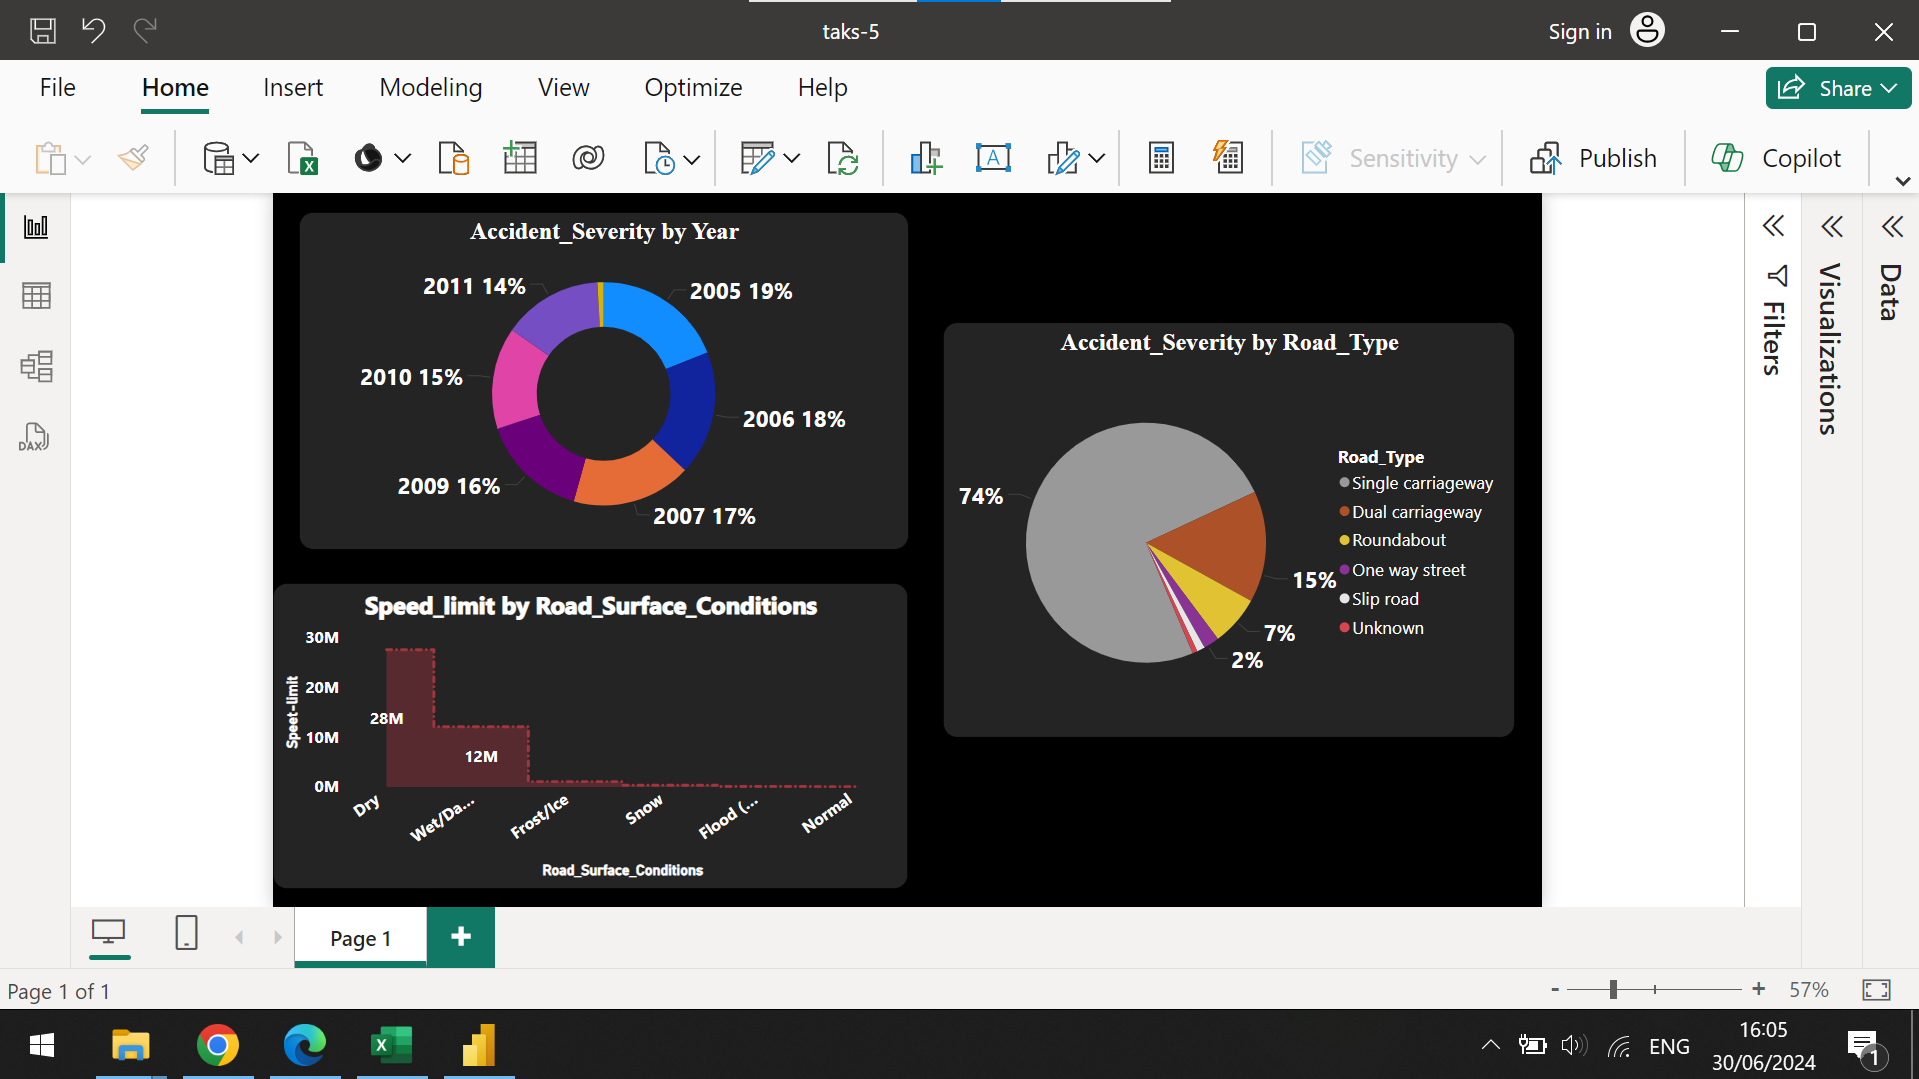 taks-5
Sign in
File Home Insert Modeling View Optimize Help
Share
Sensitivity Publish Copilot
Accident_Severity by Year
2011 14%
2005 19%
2010 15%
2006 18%
2009 16%
2007 17%
Accident_Severity by Road_Type
74%
15%
7%
2%
Road_Type
Single carriageway
Dual carriageway
Roundabout
One way street
Slip road
Unknown
Speed_limit by Road_Surface_Conditions
Speet-limit
30M
20M
10M
0M
28M
12M
Dry
Wet/Da...
Frost/Ice
Snow
Flood (...
Normal
Road_Surface_Conditions
Filters
Visualizations
Data
DAX
Page 1
Page 1 of 1
- + 57%
ENG
16:05
30/06/2024
1